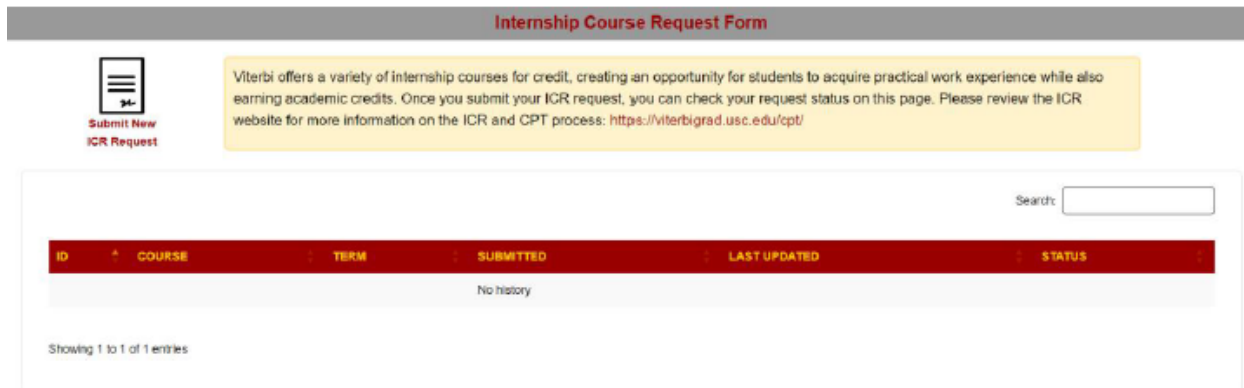 Internship Course Request Form
Submit New
ICR Request
Viterbi offers a variety of internship courses for credit, creating an opportunity for students to acquire practical work experience while also
earning academic credits. Once you submit your ICR request, you can check your request status on this page. Please review the ICR
website for more information on the ICR and CPT process: https://viterbigrad.usc.edu/cpt/
Search:
ID COURSE TERM SUBMITTED LAST UPDATED STATUS
No history
Showing 1 to 1 of 1 entries